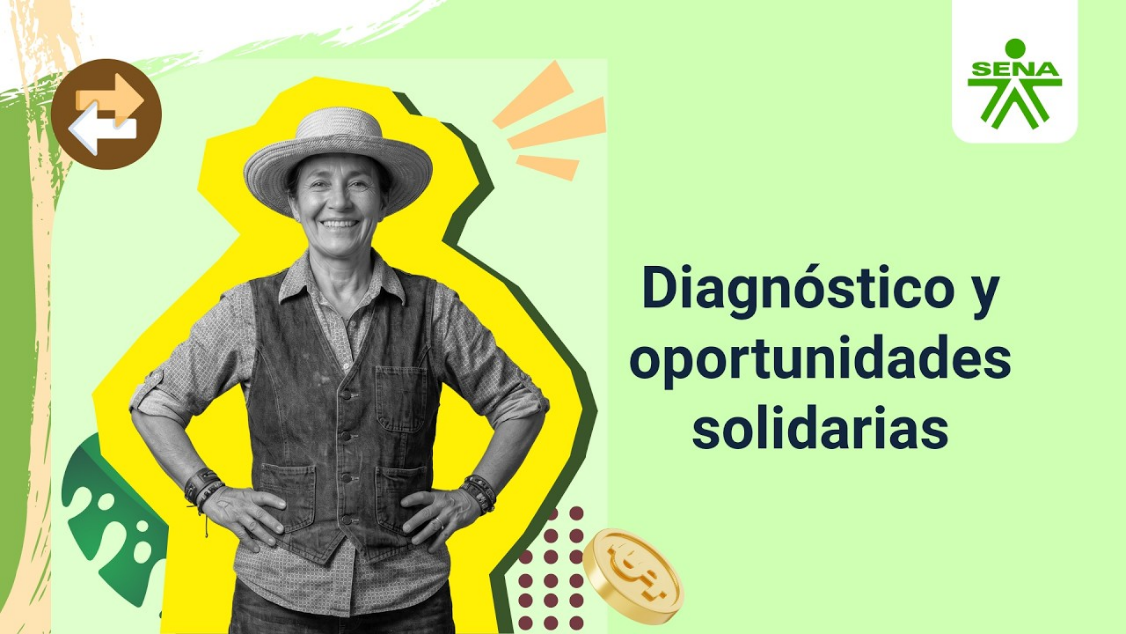 SENA
Diagnóstico y
oportunidades
solidarias